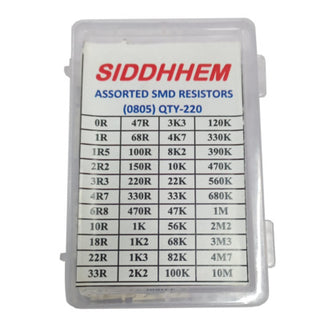 SIDDHHEM
ASSORTED SMD RESISTORS
(0805) QTY-220
0R 47R 3K3 120K
1R 68R 4K7 330K
1R5 100R 8K2 390K
2R2 150R 10K 470K
3R3 220R 22K 560K
4R7 330R 33K 680K
6R8 470R 47K 1M
10R 1K 56K 2M2
18R 1K2 68K 3M3
22R 1K3 82K 4M7
33R 2K2 100K 10M